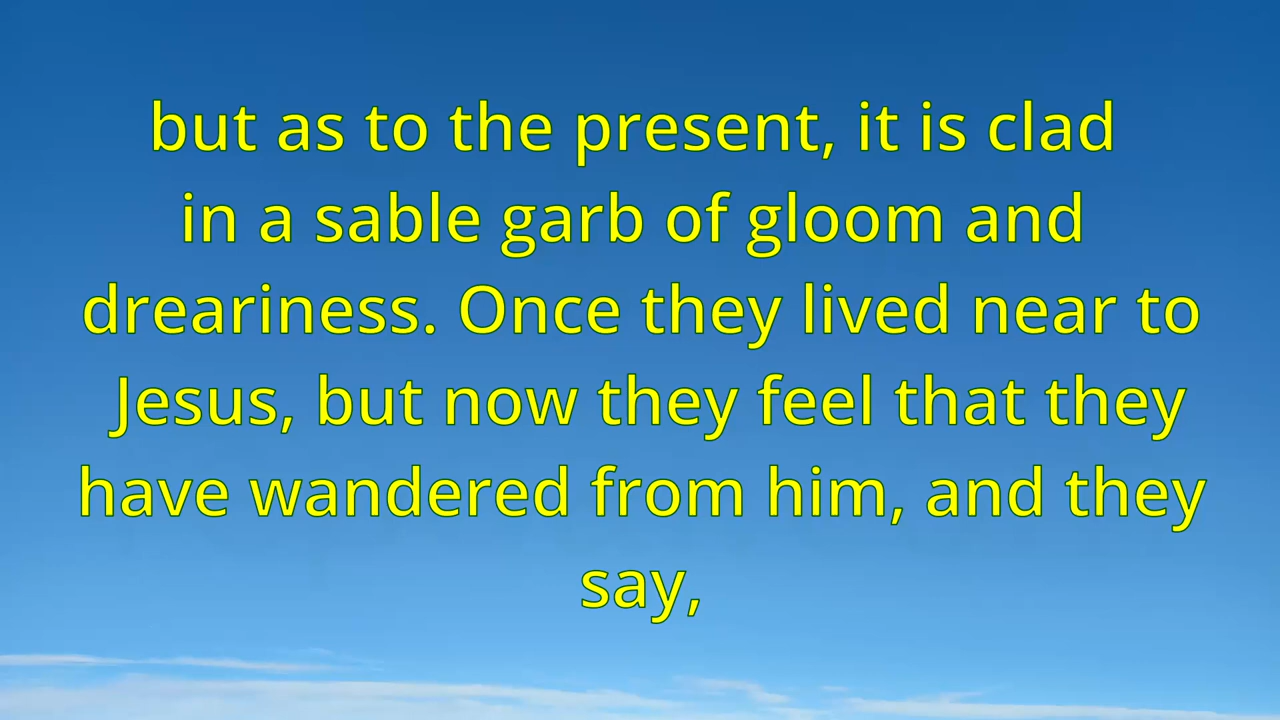 but as to the present, it is clad
in a sable garb of gloom and
dreariness. Once they lived near to
Jesus, but now they feel that they
have wandered from him, and they
say,